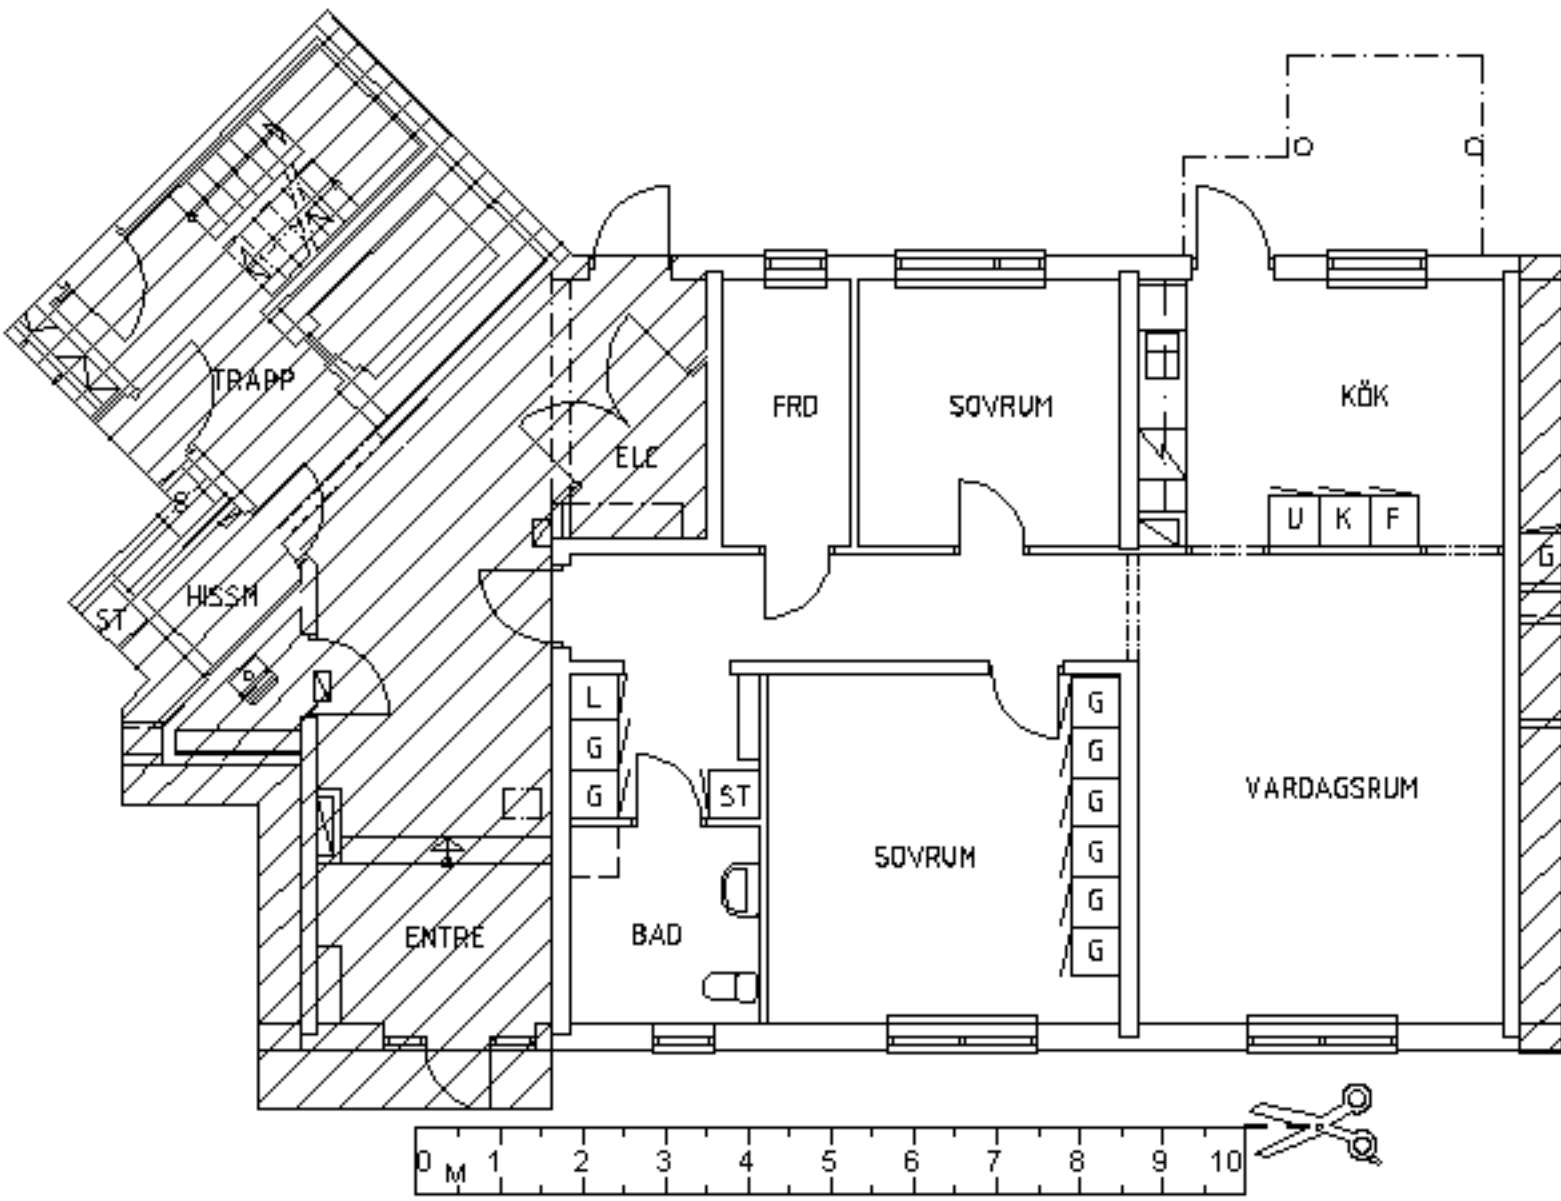 TRAPP
ELC
FRD
SOVRUM
KÖK
U K F
G
HISSM
ST
L
G
G
ST
G
G
G
G
G
G
VARDAGSRUM
SOVRUM
ENTRE
BAD
0 M 1 2 3 4 5 6 7 8 9 10